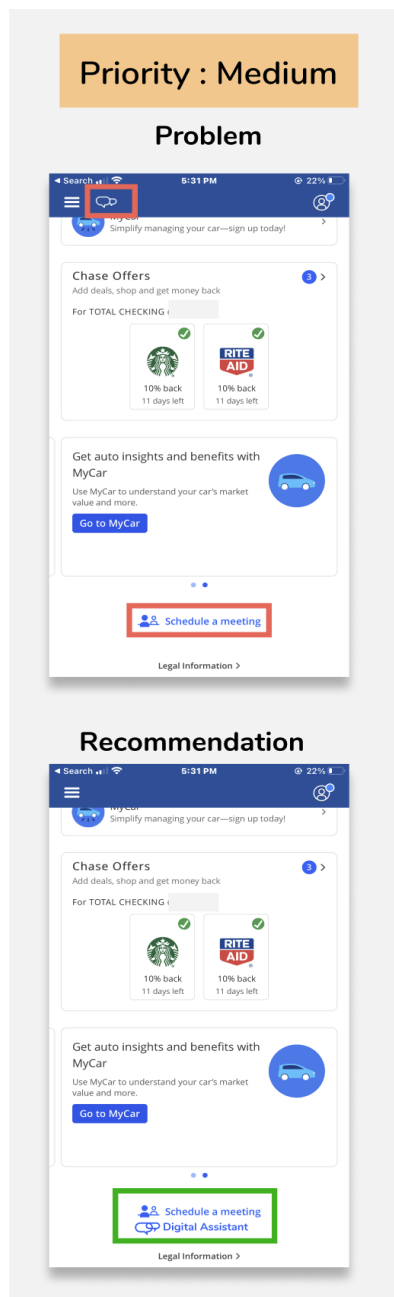 Priority : Medium
Problem
Search
5:31 PM
22%
MyCar
Simplify managing your car—sign up today!
Chase Offers
3
Add deals, shop and get money back
For TOTAL CHECKING (
RITE
AID
10% back
10% back
11 days left
11 days left
Get auto insights and benefits with
MyCar
Use MyCar to understand your car's market
value and more.
Go to MyCar
Schedule a meeting
Legal Information >
Recommendation
Search
5:31 PM
22%
MyCar
Simplify managing your car—sign up today!
Chase Offers
3
Add deals, shop and get money back
For TOTAL CHECKING (
RITE
AID
10% back
10% back
11 days left
11 days left
Get auto insights and benefits with
MyCar
Use MyCar to understand your car's market
value and more.
Go to MyCar
Schedule a meeting
Digital Assistant
Legal Information >